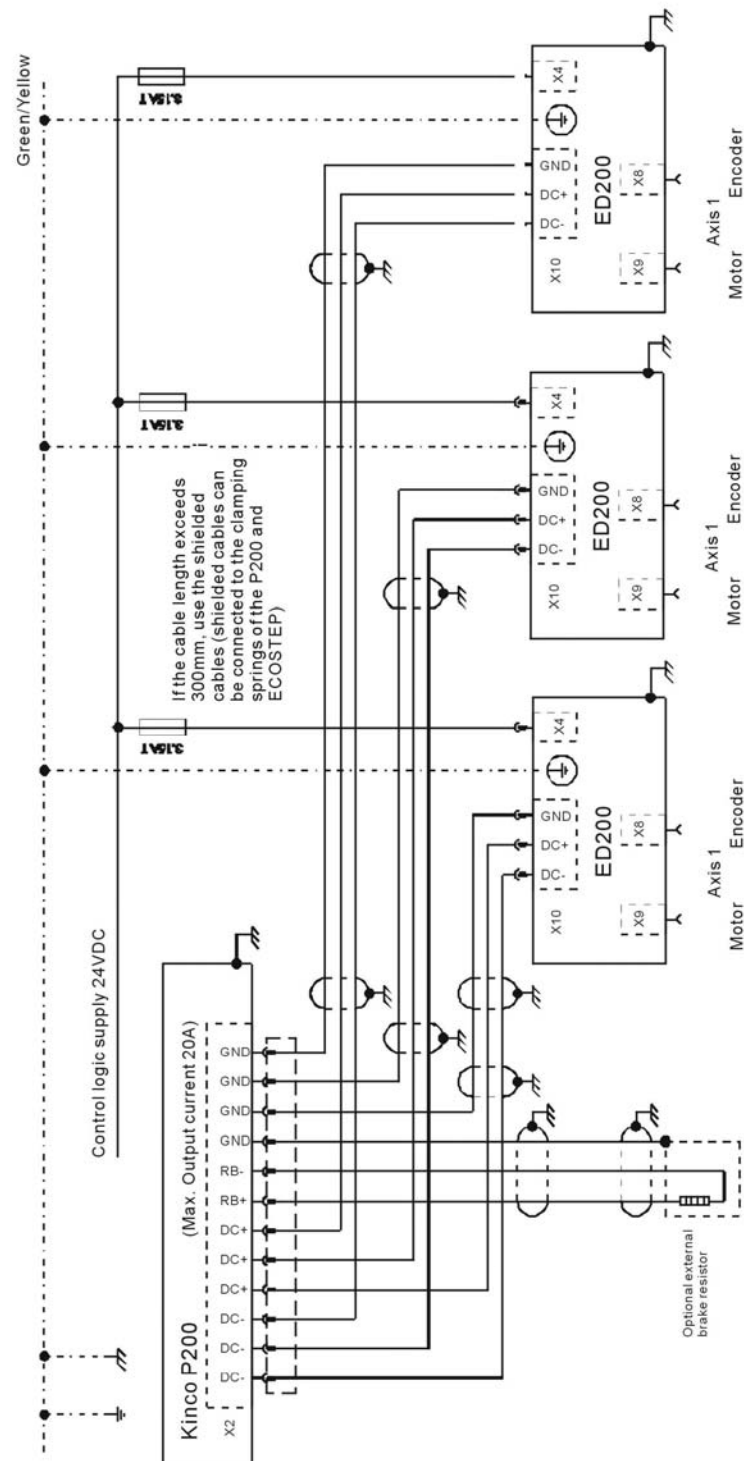 Green/Yellow
Control logic supply 24VDC
3.15AT
3.15AT
3.15AT
If the cable length exceeds
300mm, use the shielded
cables (shielded cables can
be connected to the clamping
springs of the P200 and
ECOSTEP)
Kinco P200
(Max. Output current 20A)
X2
DC-
DC-
DC-
DC+
DC+
DC+
RB+
RB-
GND
GND
GND
GND
Optional external
brake resistor
X10
DC-
DC+
GND
X4
ED200
X9
X8
Axis 1
Motor
Encoder
X10
DC-
DC+
GND
X4
ED200
X9
X8
Axis 1
Motor
Encoder
X10
DC-
DC+
GND
X4
ED200
X9
X8
Axis 1
Motor
Encoder